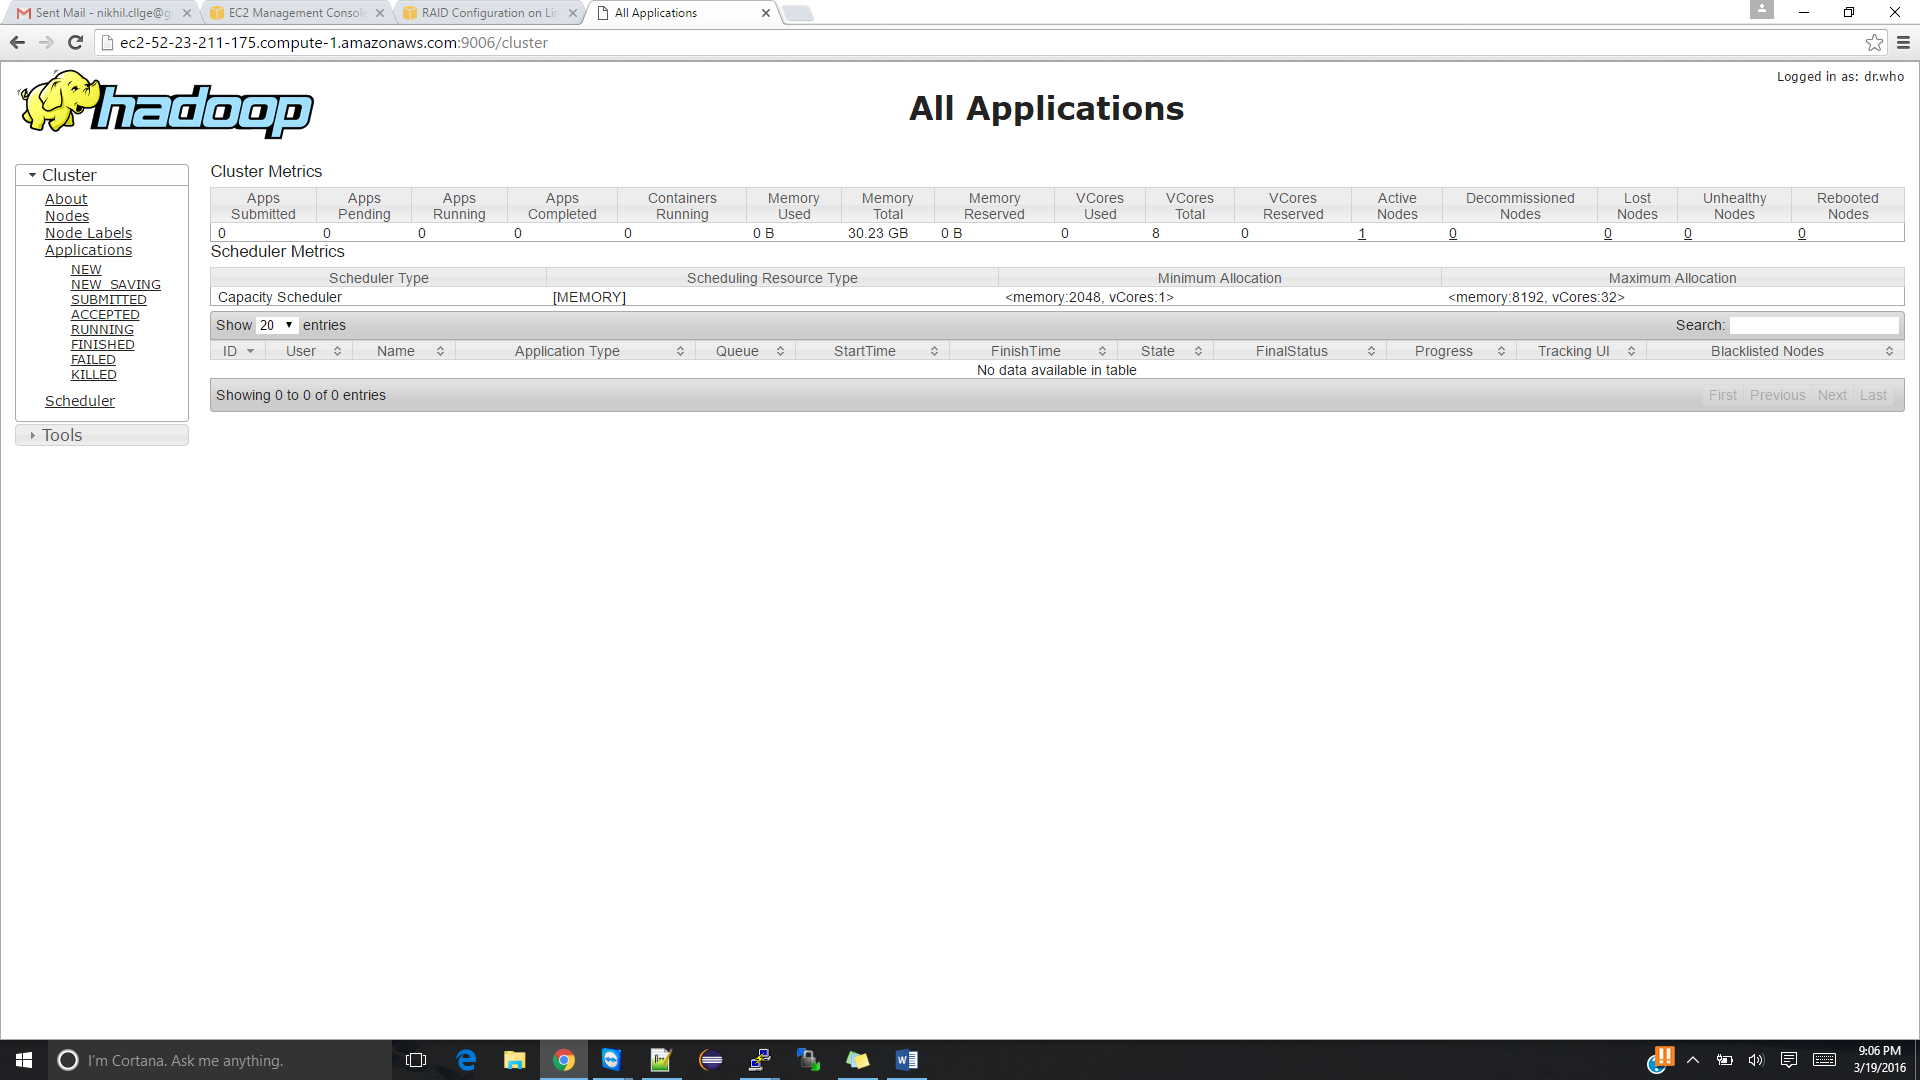 Sent Mail - nikhil.cllge@g
EC2 Management Console
RAID Configuration on Lin
All Applications
ec2-52-23-211-175.compute-1.amazonaws.com:9006/cluster
Logged in as: dr.who
hadoop
All Applications
Cluster
About
Nodes
Node Labels
Applications
NEW
NEW_SAVING
SUBMITTED
ACCEPTED
RUNNING
FINISHED
FAILED
KILLED
Scheduler
Tools
Cluster Metrics
Apps Submitted Apps Pending Apps Running Apps Completed Containers Running Memory Used Memory Total Memory Reserved VCores Used VCores Total VCores Reserved Active Nodes Decommissioned Nodes Lost Nodes Unhealthy Nodes Rebooted Nodes
0 0 0 0 0 0 B 30.23 GB 0 B 0 8 0 1 0 0 0 0
Scheduler Metrics
Scheduler Type Scheduling Resource Type Minimum Allocation Maximum Allocation
Capacity Scheduler [MEMORY] <memory:2048, vCores:1> <memory:8192, vCores:32>
Show 20 entries Search:
ID User Name Application Type Queue StartTime FinishTime State FinalStatus Progress Tracking UI Blacklisted Nodes
No data available in table
Showing 0 to 0 of 0 entries First Previous Next Last
I'm Cortana. Ask me anything.
9:06 PM
3/19/2016